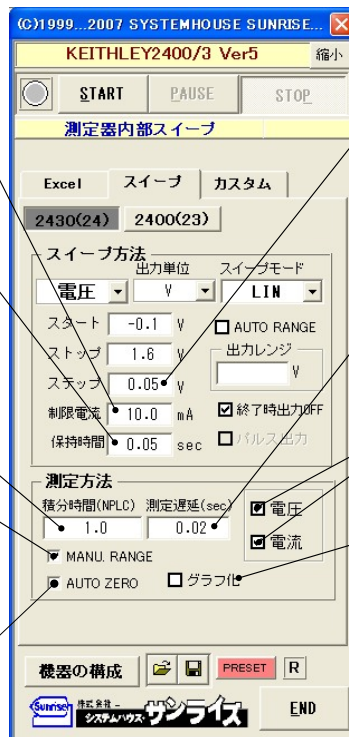 (C)1999...2007 SYSTEMHOUSE SUNRISE...
KEITHLEY2400/3 Ver5 縮小
START PAUSE STOP
測定器内部スイープ
Excel スイープ カスタム
2430(24) 2400(23)
スイープ方法
出力単位 スイープモード
電圧 V LIN
スタート -0.1 V AUTO RANGE
ストップ 1.6 V 出力レンジ
ステップ 0.05 V V
制限電流 10.0 mA 終了時出力OFF
保持時間 0.05 sec パルス出力
測定方法
積分時間(NPLC) 測定遅延(sec) 電圧
1.0 0.02 電流
MANU. RANGE
AUTO ZERO グラフ化
機器の構成 PRESET R
Sunrise 株式会社
システムハウス・サンライズ END